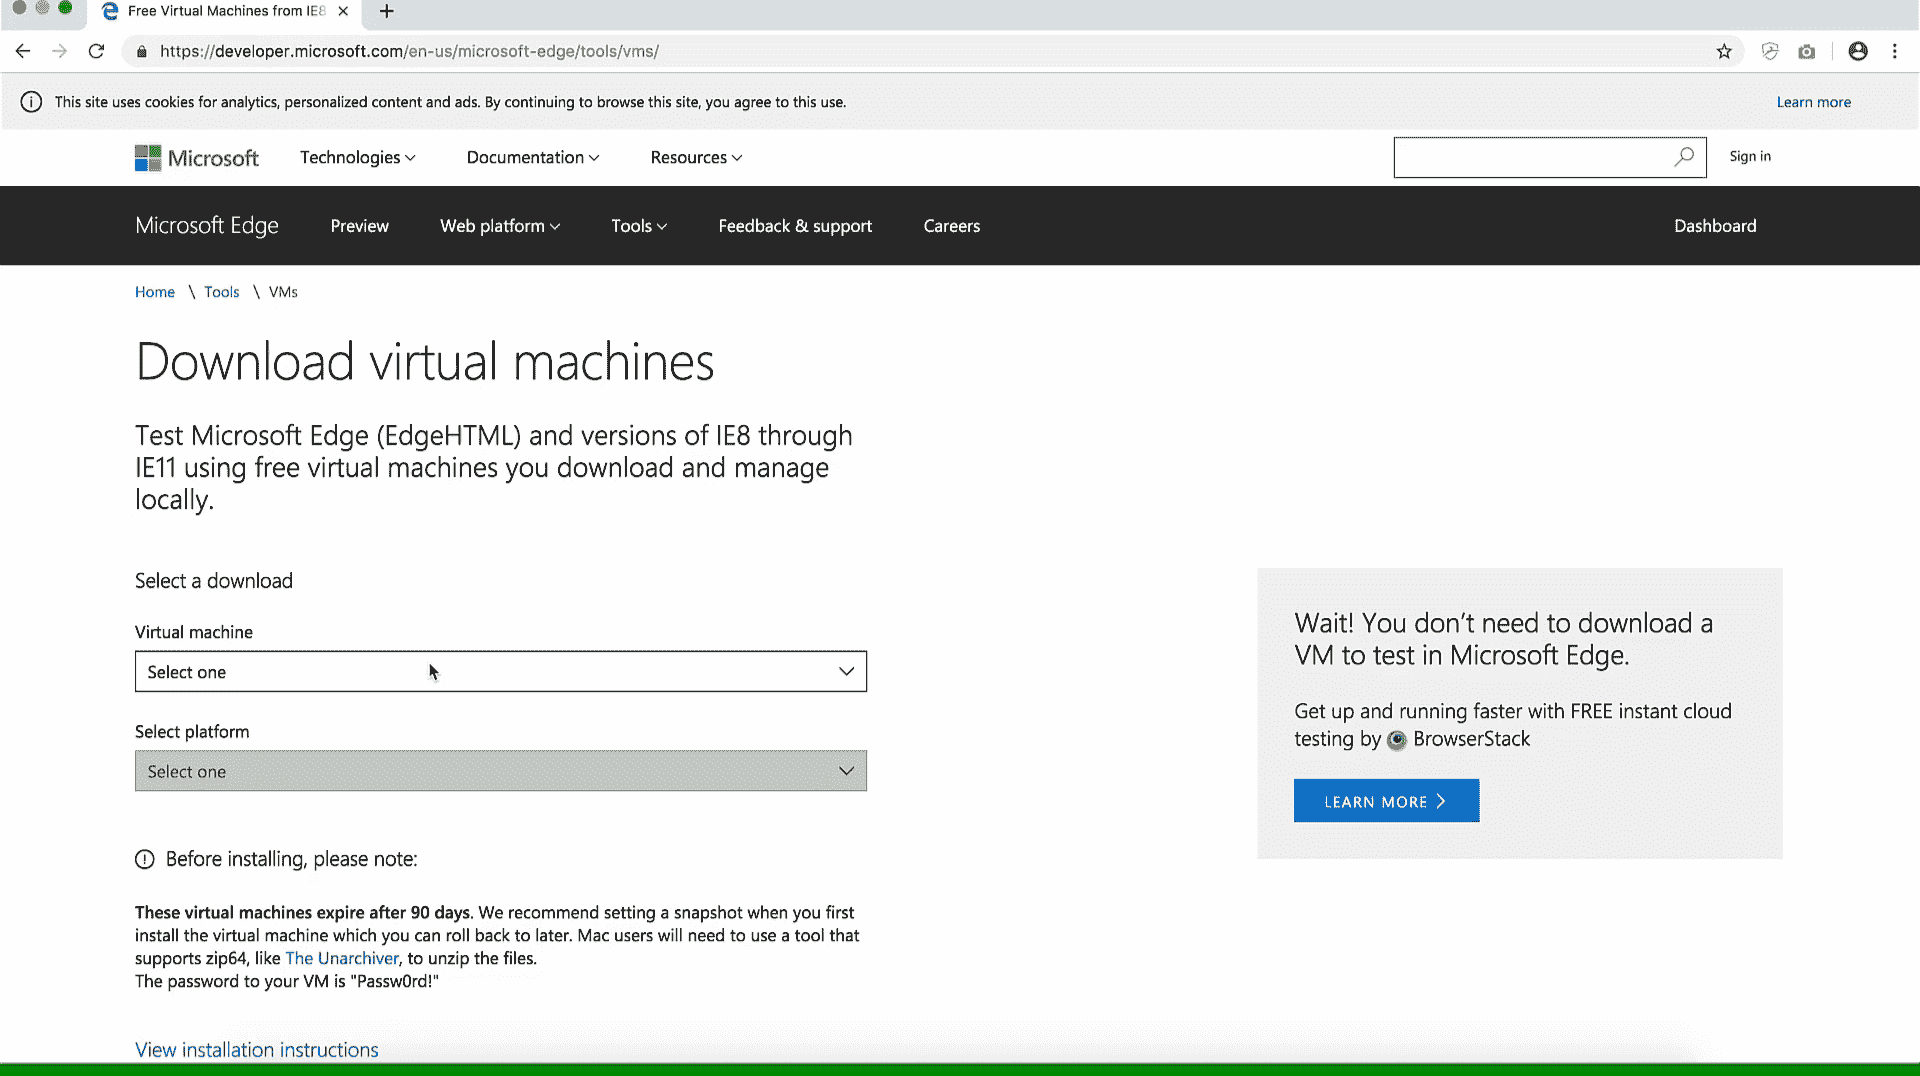 Free Virtual Machines from IE8
https://developer.microsoft.com/en-us/microsoft-edge/tools/vms/
This site uses cookies for analytics, personalized content and ads. By continuing to browse this site, you agree to this use.
Learn more
Microsoft
Technologies
Documentation
Resources
Sign in
Microsoft Edge
Preview
Web platform
Tools
Feedback & support
Careers
Dashboard
Home \ Tools \ VMs
Download virtual machines
Test Microsoft Edge (EdgeHTML) and versions of IE8 through
IE11 using free virtual machines you download and manage
locally.
Select a download
Virtual machine
Select one
Select platform
Select one
Before installing, please note:
These virtual machines expire after 90 days. We recommend setting a snapshot when you first
install the virtual machine which you can roll back to later. Mac users will need to use a tool that
supports zip64, like The Unarchiver, to unzip the files.
The password to your VM is "Passw0rd!"
View installation instructions
Wait! You don't need to download a
VM to test in Microsoft Edge.
Get up and running faster with FREE instant cloud
testing by BrowserStack
LEARN MORE